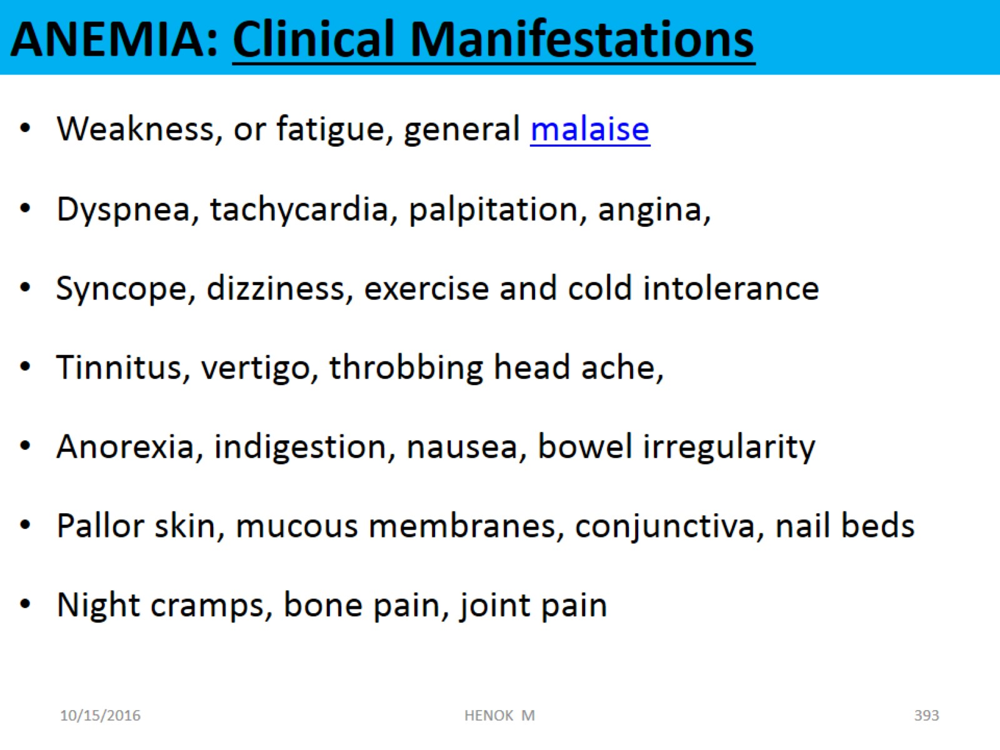 ANEMIA: Clinical Manifestations
• Weakness, or fatigue, general malaise
• Dyspnea, tachycardia, palpitation, angina,
• Syncope, dizziness, exercise and cold intolerance
• Tinnitus, vertigo, throbbing head ache,
• Anorexia, indigestion, nausea, bowel irregularity
• Pallor skin, mucous membranes, conjunctiva, nail beds
• Night cramps, bone pain, joint pain
10/15/2016 HENOK M 393